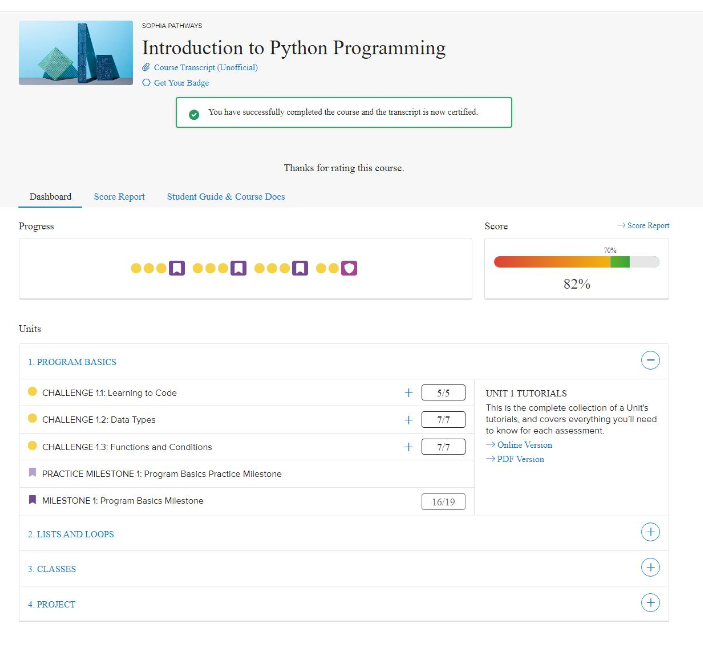 SOPHIA PATHWAYS
Introduction to Python Programming
Course Transcript (Unofficial)
Get Your Badge
You have successfully completed the course and the transcript is now certified.
Thanks for rating this course.
Dashboard Score Report Student Guide & Course Docs
Progress
Score → Score Report
70%
82%
Units
1. PROGRAM BASICS
CHALLENGE 1.1: Learning to Code + 5/5
CHALLENGE 1.2: Data Types + 7/7
CHALLENGE 1.3: Functions and Conditions + 7/7
PRACTICE MILESTONE 1: Program Basics Practice Milestone
MILESTONE 1: Program Basics Milestone 16/19
UNIT 1 TUTORIALS
This is the complete collection of a Unit's
tutorials, and covers everything you'll need
to know for each assessment.
→ Online Version
→ PDF Version
2. LISTS AND LOOPS
3. CLASSES
4. PROJECT